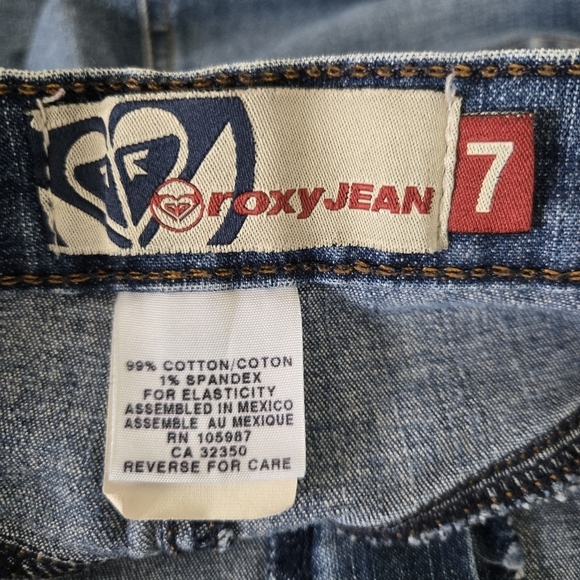 roxyJEAN
7
99% COTTON/COTON
1% SPANDEX
FOR ELASTICITY
ASSEMBLED IN MEXICO
ASSEMBLE AU MEXIQUE
RN 105987
CA 32350
REVERSE FOR CARE